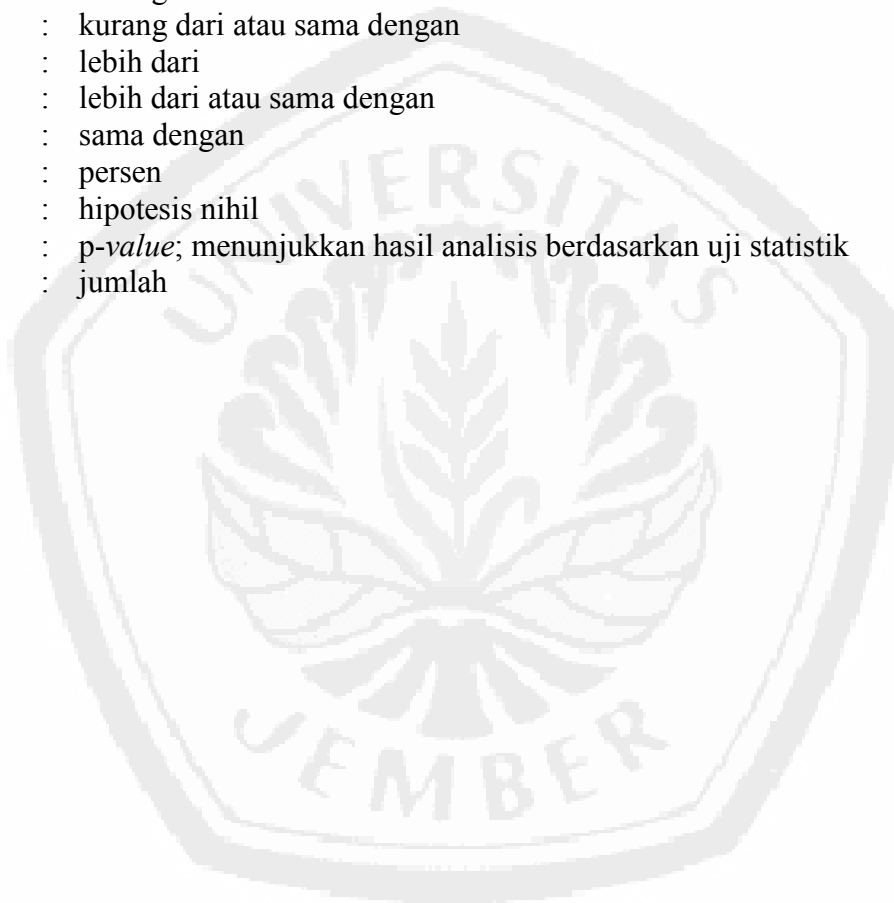 : kurang dari atau sama dengan
: lebih dari
: lebih dari atau sama dengan
: sama dengan
: persen
: hipotesis nihil
: p-value; menunjukkan hasil analisis berdasarkan uji statistik
: jumlah
UNIVERSITAS
JEMBER